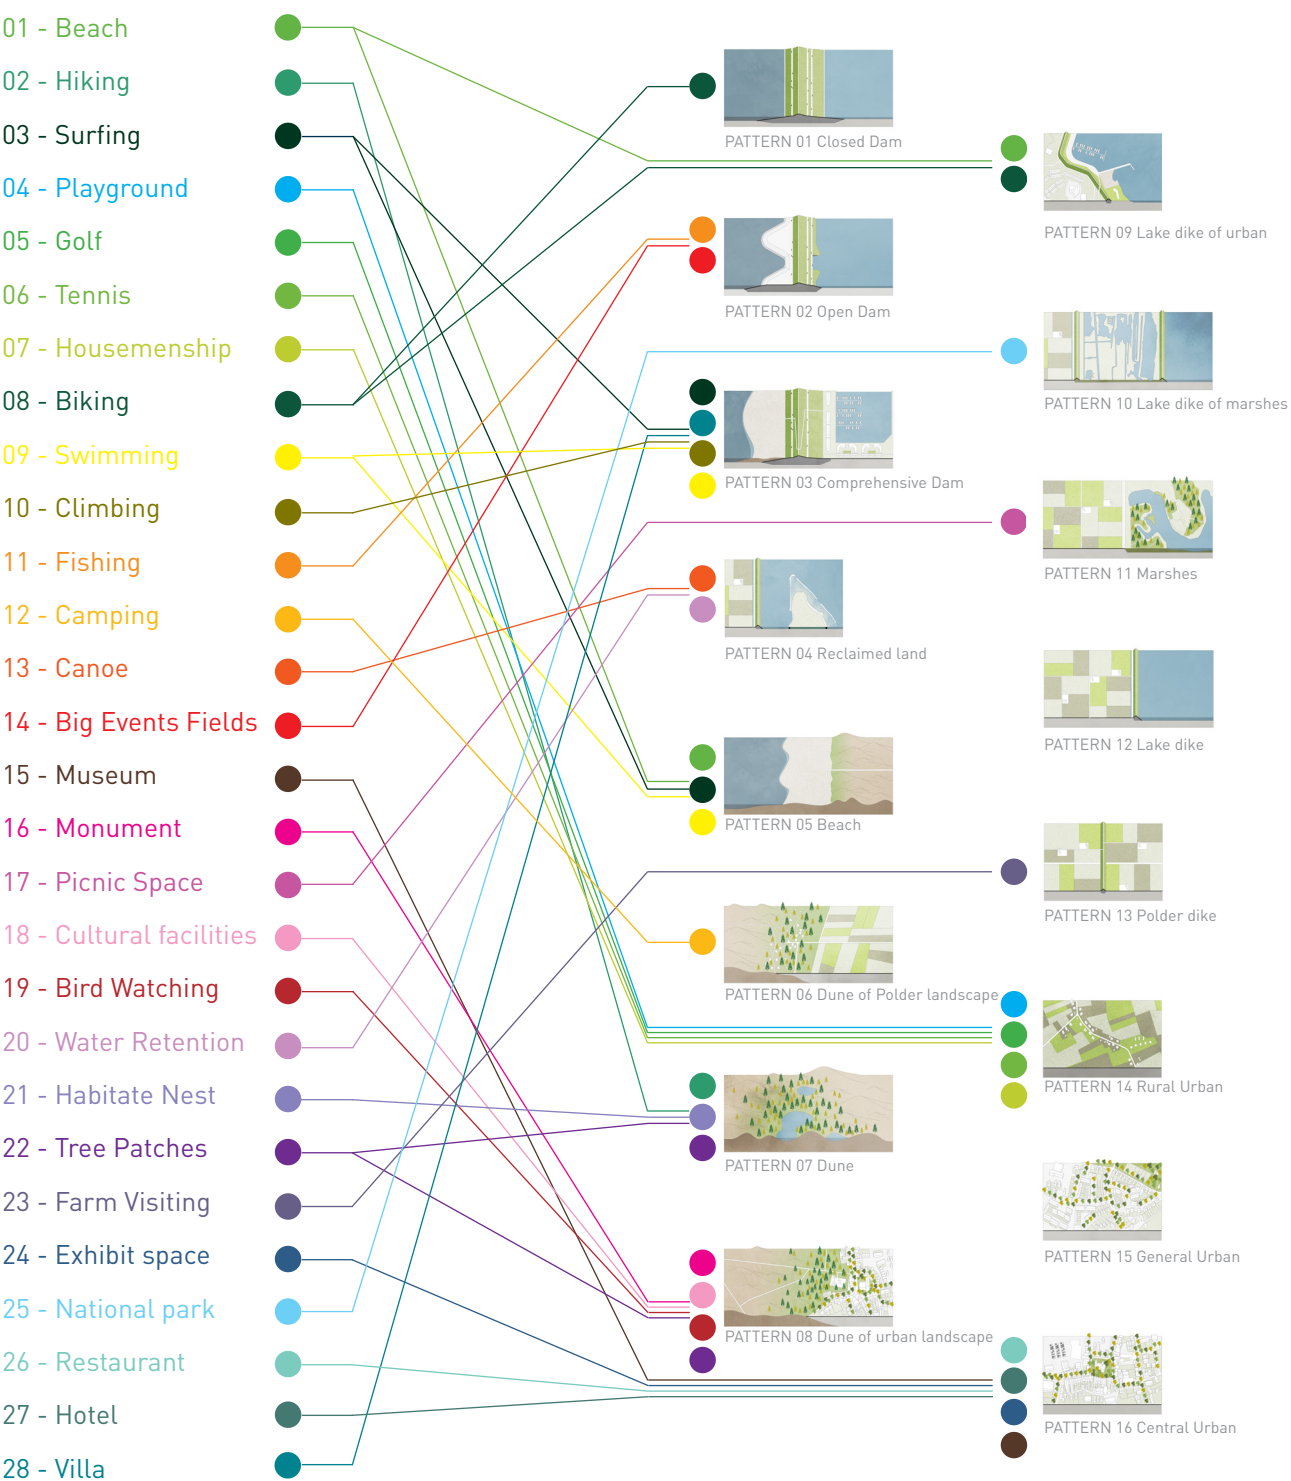 01 - Beach
02 - Hiking
03 - Surfing
04 - Playground
05 - Golf
06 - Tennis
07 - Housemenship
08 - Biking
09 - Swimming
10 - Climbing
11 - Fishing
12 - Camping
13 - Canoe
14 - Big Events Fields
15 - Museum
16 - Monument
17 - Picnic Space
18 - Cultural facilities
19 - Bird Watching
20 - Water Retention
21 - Habitate Nest
22 - Tree Patches
23 - Farm Visiting
24 - Exhibit space
25 - National park
26 - Restaurant
27 - Hotel
28 - Villa
PATTERN 01 Closed Dam
PATTERN 02 Open Dam
PATTERN 03 Comprehensive Dam
PATTERN 04 Reclaimed land
PATTERN 05 Beach
PATTERN 06 Dune of Polder landscape
PATTERN 07 Dune
PATTERN 08 Dune of urban landscape
PATTERN 09 Lake dike of urban
PATTERN 10 Lake dike of marshes
PATTERN 11 Marshes
PATTERN 12 Lake dike
PATTERN 13 Polder dike
PATTERN 14 Rural Urban
PATTERN 15 General Urban
PATTERN 16 Central Urban